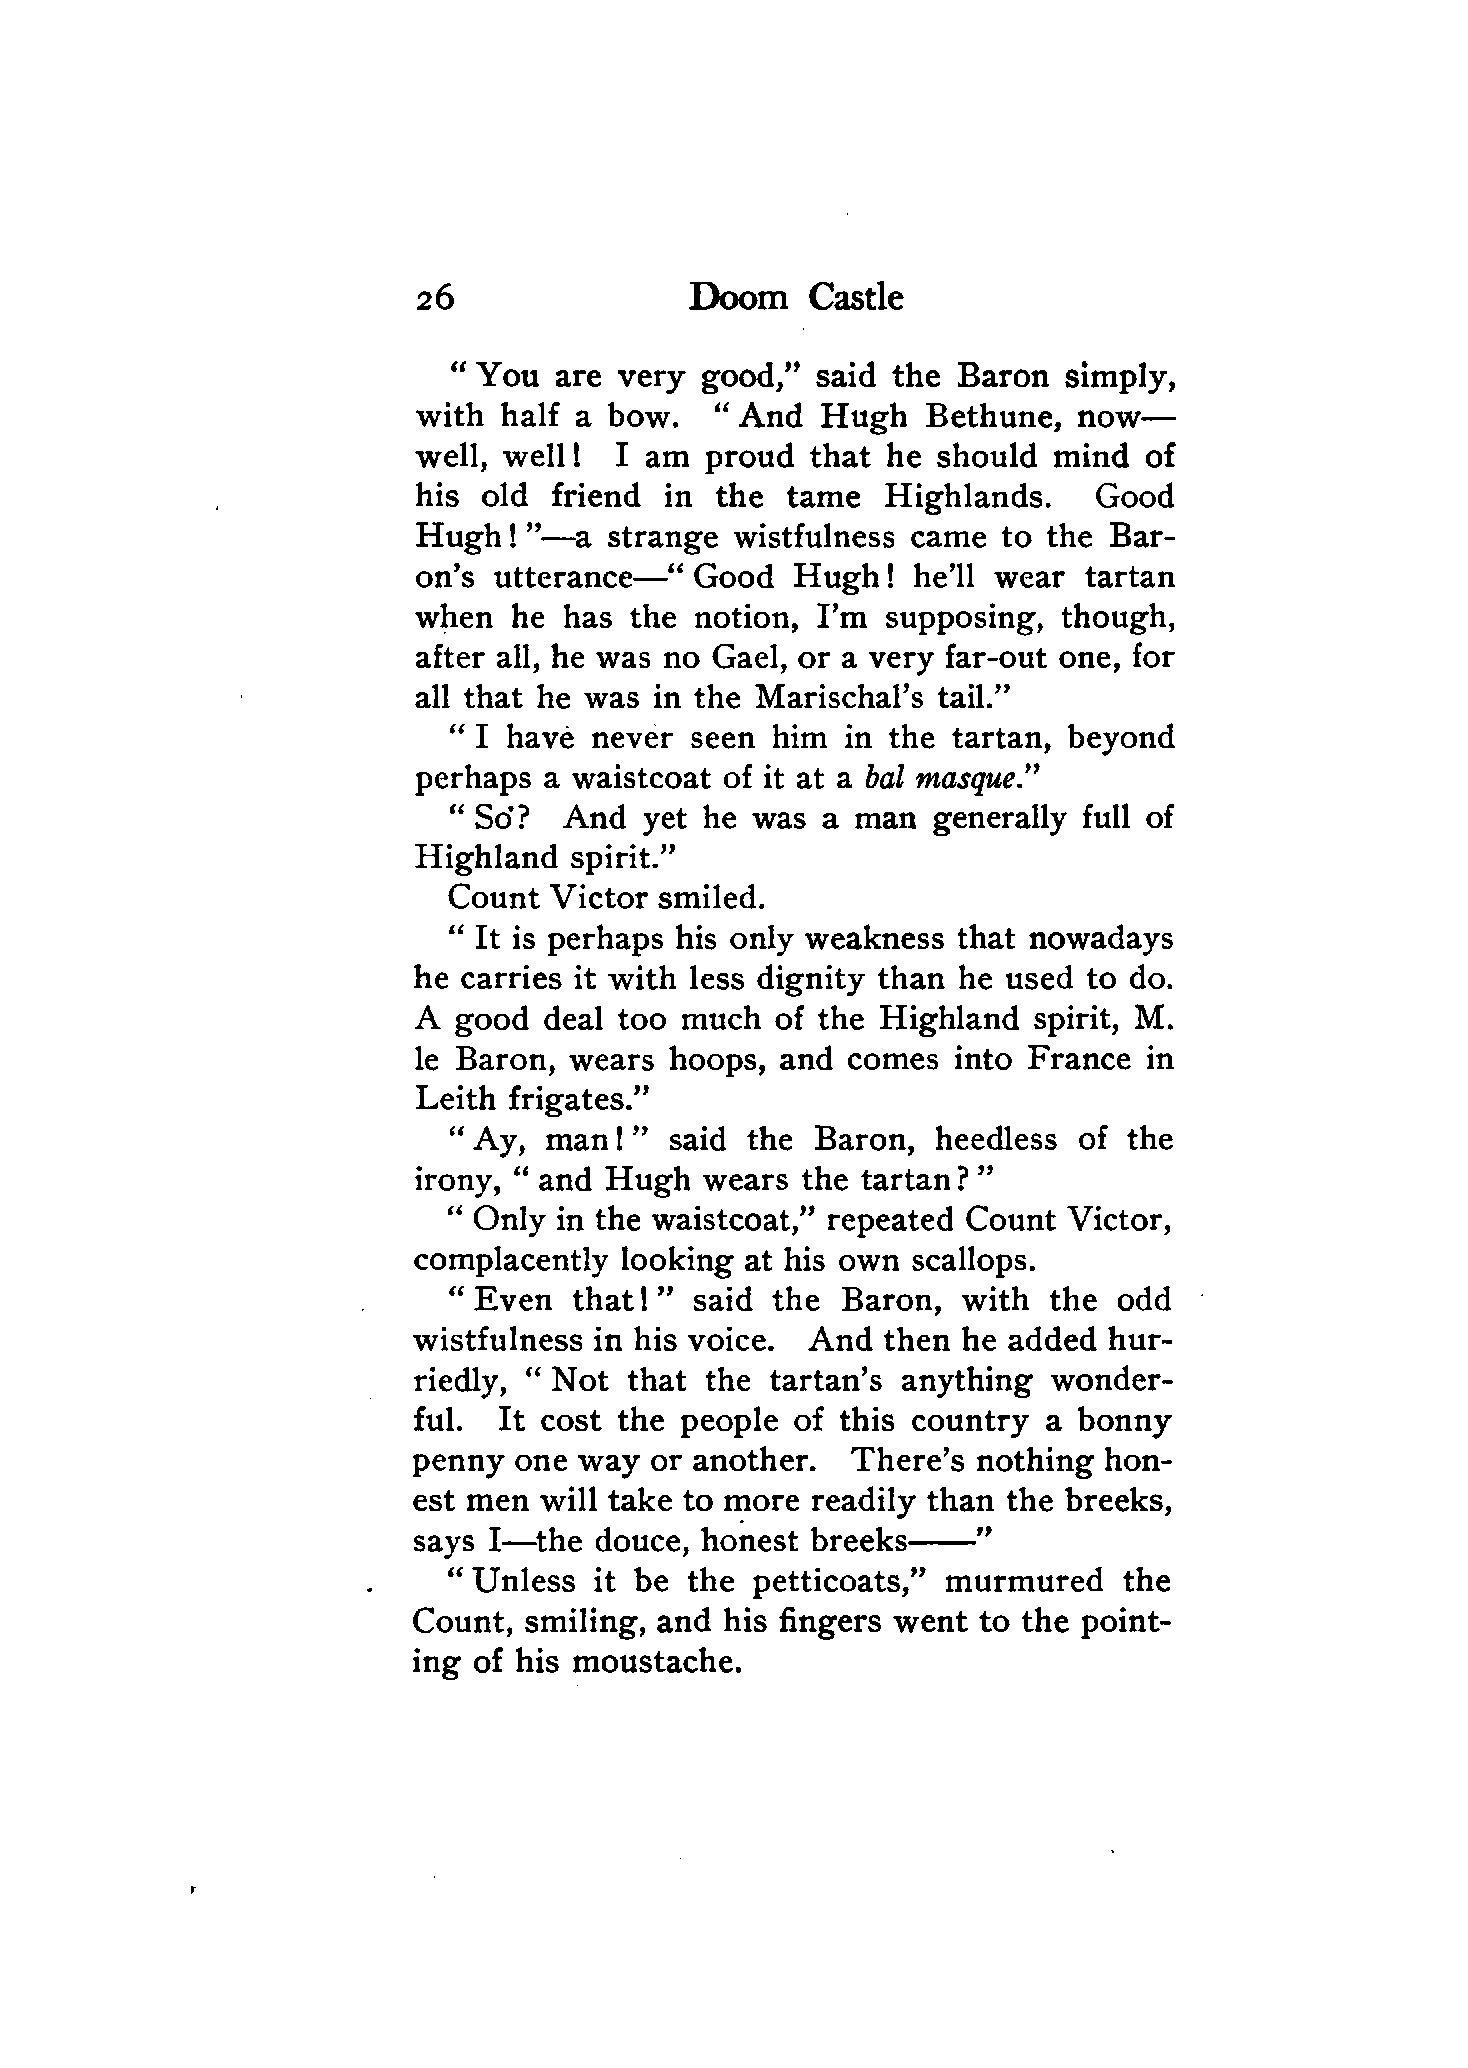 26 Doom Castle
“ You are very good,” said the Baron simply,
with half a bow. “ And Hugh Bethune, now—
well, well! I am proud that he should mind of
his old friend in the tame Highlands. Good
Hugh! ”—a strange wistfulness came to the Bar-
on's utterance—“ Good Hugh! he'll wear tartan
when he has the notion, I'm supposing, though,
after all, he was no Gael, or a very far-out one, for
all that he was in the Marischal's tail.”
“ I have never seen him in the tartan, beyond
perhaps a waistcoat of it at a bal masque.”
“ So? And yet he was a man generally full of
Highland spirit.”
Count Victor smiled.
“ It is perhaps his only weakness that nowadays
he carries it with less dignity than he used to do.
A good deal too much of the Highland spirit, M.
le Baron, wears hoops, and comes into France in
Leith frigates.”
“ Ay, man! ” said the Baron, heedless of the
irony, “ and Hugh wears the tartan? ”
“ Only in the waistcoat,” repeated Count Victor,
complacently looking at his own scallops.
“ Even that! ” said the Baron, with the odd
wistfulness in his voice. And then he added hur-
riedly, “ Not that the tartan's anything wonder-
ful. It cost the people of this country a bonny
penny one way or another. There's nothing hon-
est men will take to more readily than the breeks,
says I—the douce, honest breeks——”
“ Unless it be the petticoats,” murmured the
Count, smiling, and his fingers went to the point-
ing of his moustache.